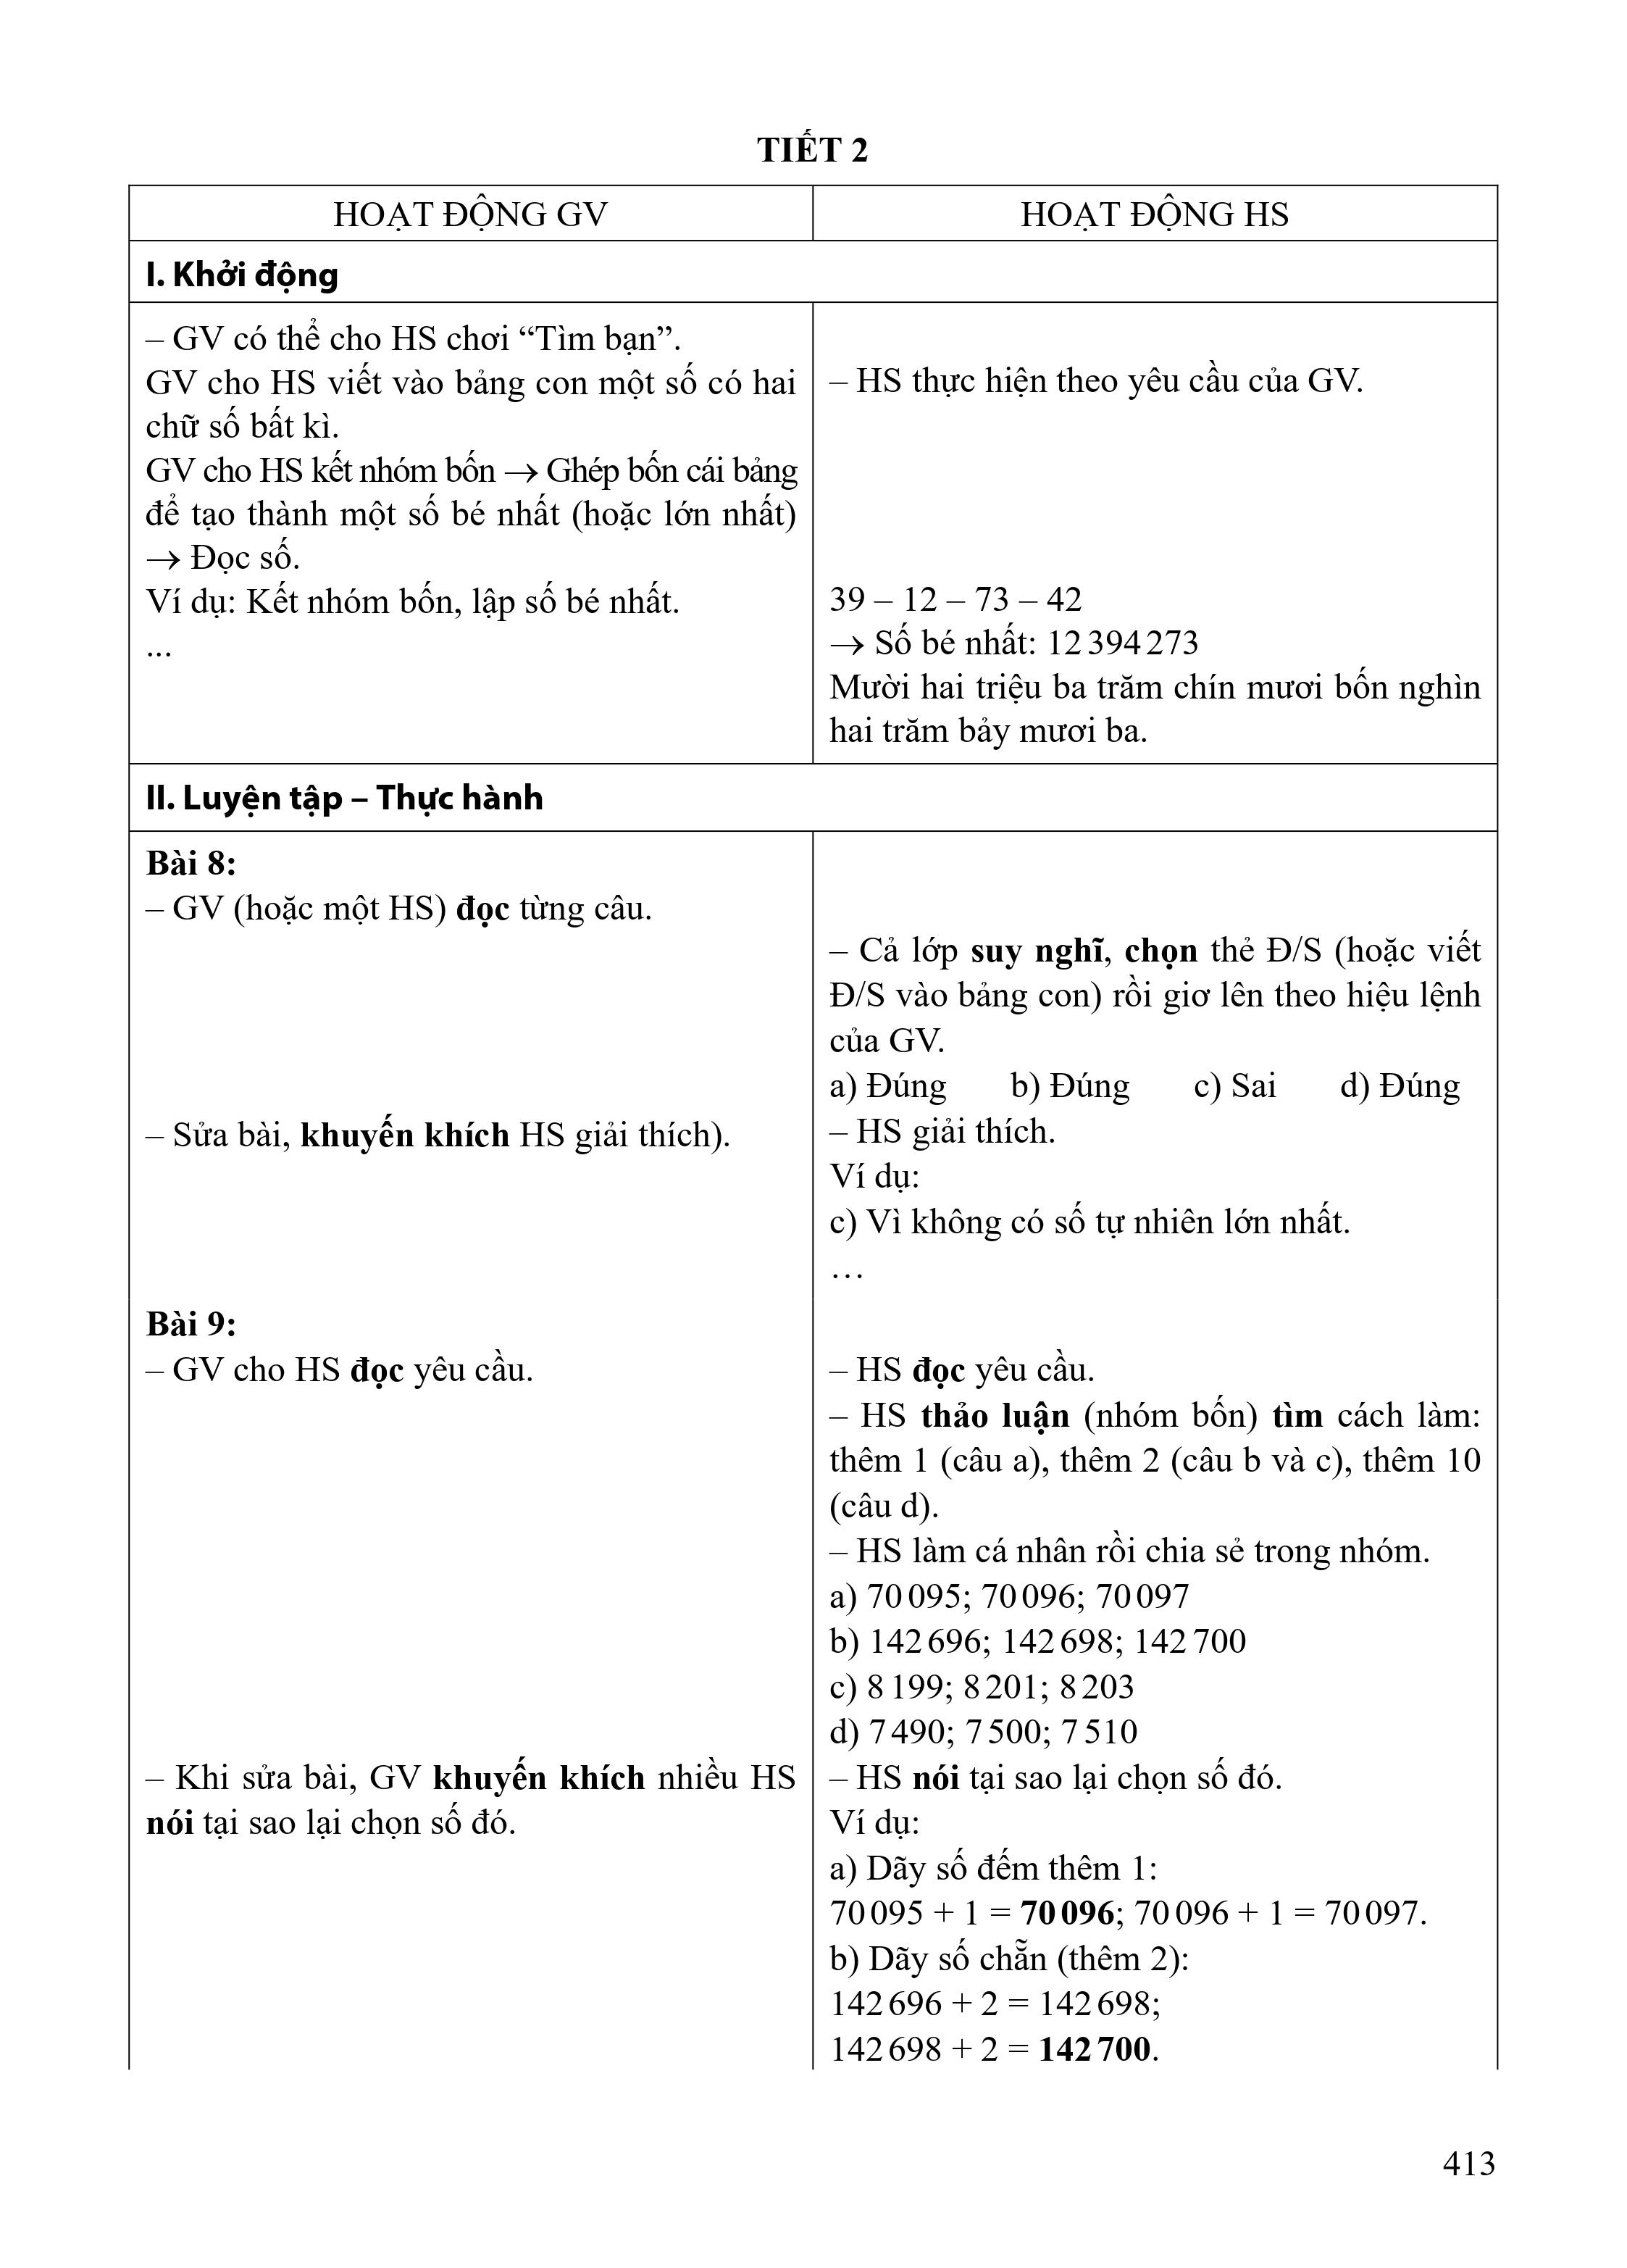 TIẾT 2
HOẠT ĐỘNG GV
HOẠT ĐỘNG HS
I. Khởi động
– GV có thể cho HS chơi “Tìm bạn”.
GV cho HS viết vào bảng con một số có hai
chữ số bất kì.
GV cho HS kết nhóm bốn → Ghép bốn cái bảng
để tạo thành một số bé nhất (hoặc lớn nhất)
→ Đọc số.
Ví dụ: Kết nhóm bốn, lập số bé nhất.
...
– HS thực hiện theo yêu cầu của GV.
39 – 12 – 73 – 42
→ Số bé nhất: 12 394 273
Mười hai triệu ba trăm chín mươi bốn nghìn
hai trăm bảy mươi ba.
II. Luyện tập – Thực hành
Bài 8:
– GV (hoặc một HS) đọc từng câu.
– Sửa bài, khuyến khích HS giải thích).
– Cả lớp suy nghĩ, chọn thẻ Đ/S (hoặc viết
Đ/S vào bảng con) rồi giơ lên theo hiệu lệnh
của GV.
a) Đúng b) Đúng c) Sai d) Đúng
– HS giải thích.
Ví dụ:
c) Vì không có số tự nhiên lớn nhất.
…
Bài 9:
– GV cho HS đọc yêu cầu.
– Khi sửa bài, GV khuyến khích nhiều HS
nói tại sao lại chọn số đó.
– HS đọc yêu cầu.
– HS thảo luận (nhóm bốn) tìm cách làm:
thêm 1 (câu a), thêm 2 (câu b và c), thêm 10
(câu d).
– HS làm cá nhân rồi chia sẻ trong nhóm.
a) 70 095; 70 096; 70 097
b) 142 696; 142 698; 142 700
c) 8 199; 8 201; 8 203
d) 7 490; 7 500; 7 510
– HS nói tại sao lại chọn số đó.
Ví dụ:
a) Dãy số đếm thêm 1:
70 095 + 1 = 70 096; 70 096 + 1 = 70 097.
b) Dãy số chẵn (thêm 2):
142 696 + 2 = 142 698;
142 698 + 2 = 142 700.
413